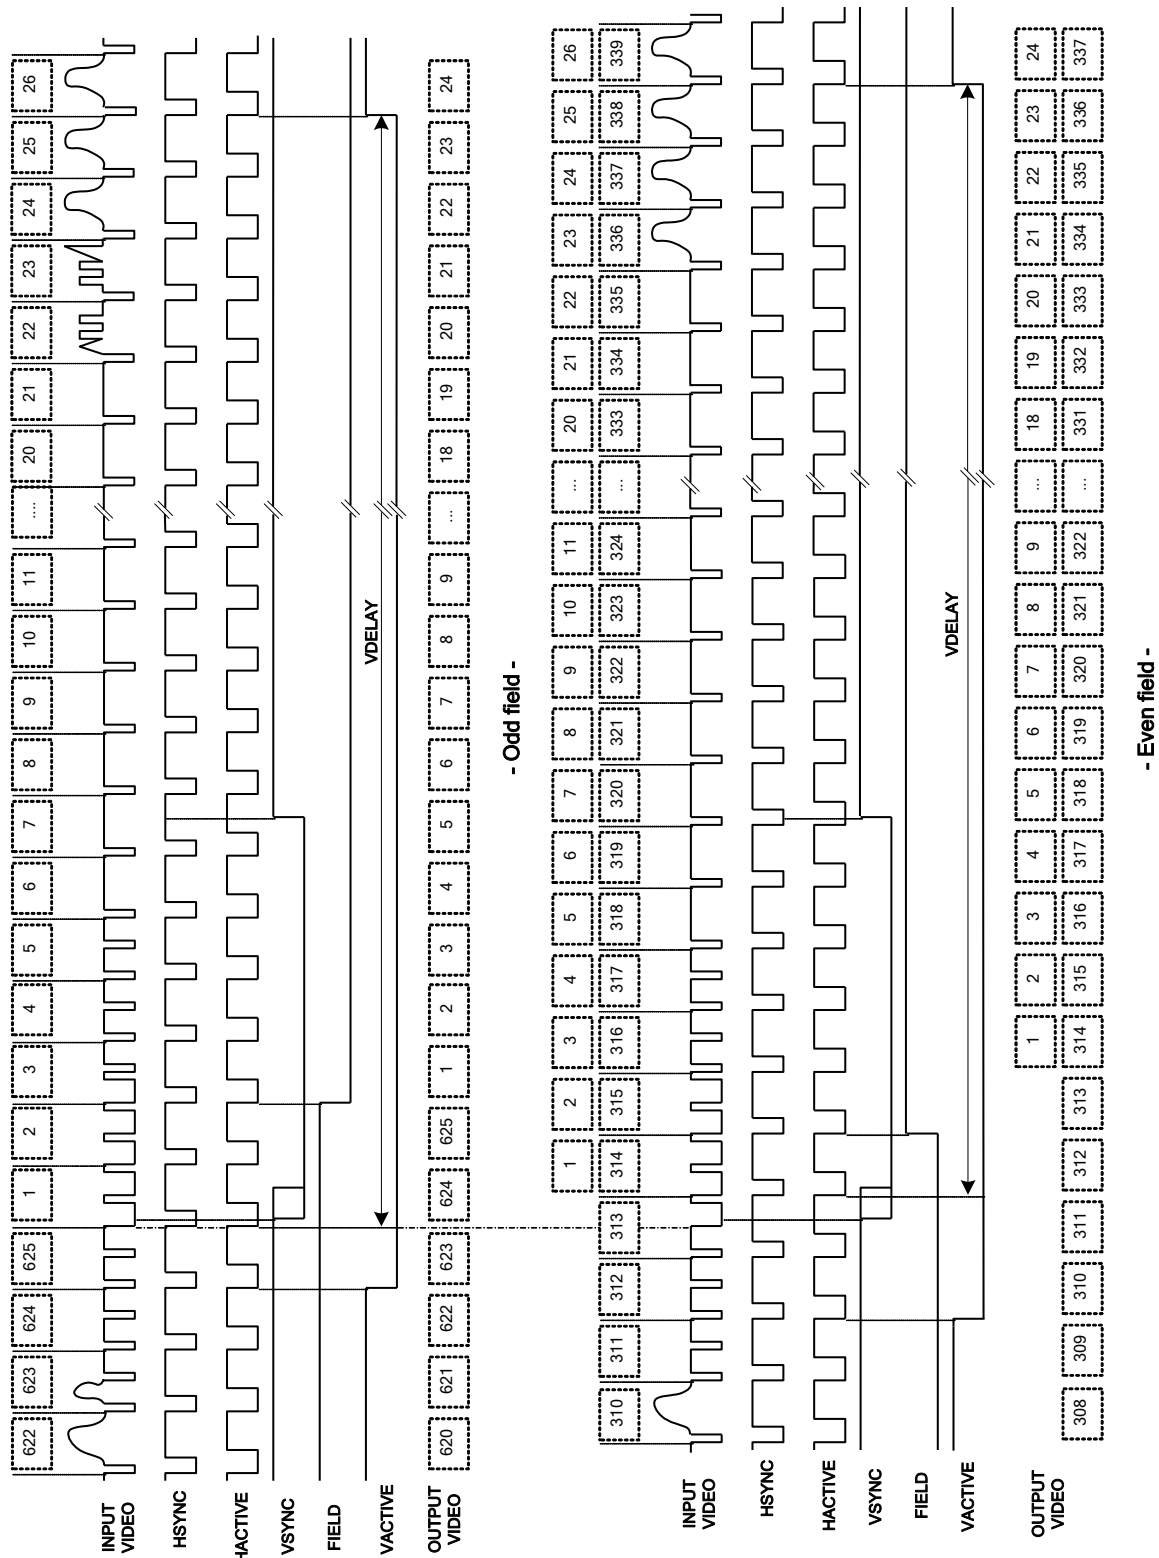 622 623 624 625 1 2 3 4 5 6 7 8 9 10 11 ..... 20 21 22 23 24 25 26
INPUT
VIDEO
HSYNC
HACTIVE
VSYNC
FIELD
VACTIVE
VDELAY
OUTPUT
VIDEO
620 621 622 623 624 625 1 2 3 4 5 6 7 8 9 ... 18 19 20 21 22 23 24
- Odd field -
1 2 3 4 5 6 7 8 9 10 11 ... 20 21 22 23 24 25 26
310 311 312 313 314 315 316 317 318 319 320 321 322 323 324 ... 333 334 335 336 337 338 339
INPUT
VIDEO
HSYNC
HACTIVE
VSYNC
FIELD
VACTIVE
VDELAY
OUTPUT
VIDEO
1 2 3 4 5 6 7 8 9 ... 18 19 20 21 22 23 24
308 309 310 311 312 313 314 315 316 317 318 319 320 321 322 ... 331 332 333 334 335 336 337
- Even field -